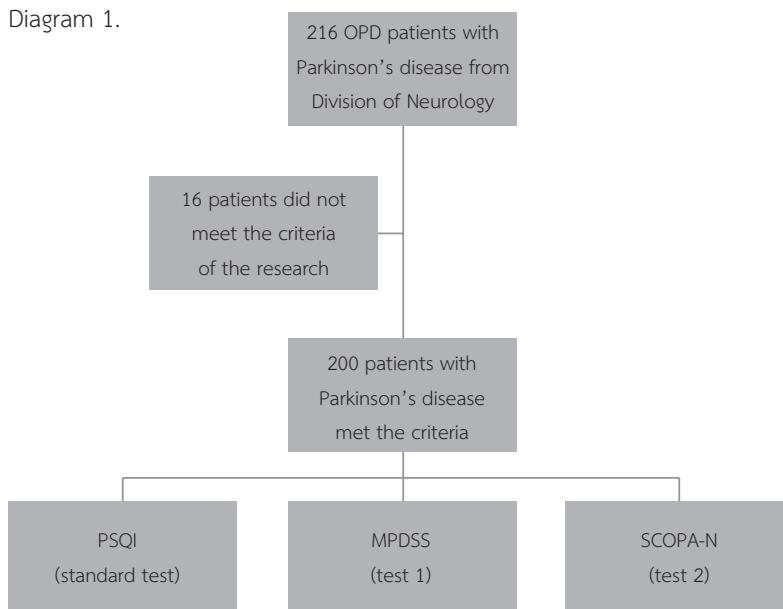 Diagram 1.
216 OPD patients with
Parkinson's disease from
Division of Neurology
16 patients did not
meet the criteria
of the research
200 patients with
Parkinson's disease
met the criteria
PSQI
(standard test)
MPDSS
(test 1)
SCOPA-N
(test 2)